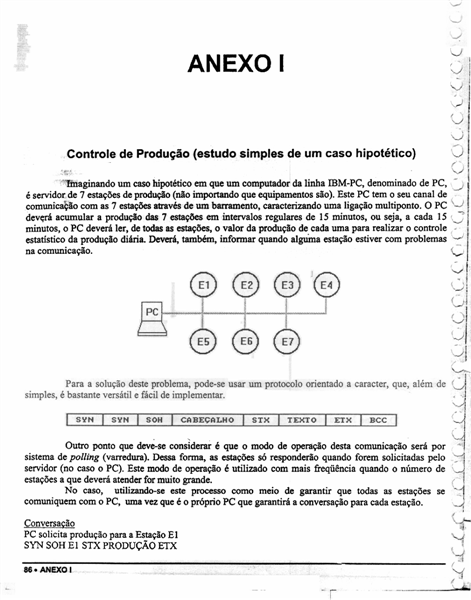 ANEXO I
Controle de Produção (estudo simples de um caso hipotético)
Imaginando um caso hipotético em que um computador da linha IBM-PC, denominado de PC,
é servidor de 7 estações de produção (não importando que equipamentos são). Este PC tem o seu canal de
comunicação com as 7 estações através de um barramento, caracterizando uma ligação multiponto. O PC
deverá acumular a produção das 7 estações em intervalos regulares de 15 minutos, ou seja, a cada 15
minutos, o PC deverá ler, de todas as estações, o valor da produção de cada uma para realizar o controle
estatístico da produção diária. Deverá, também, informar quando alguma estação estiver com problemas
na comunicação.
E1 E2 E3 E4
PC
E5 E6 E7
Para a solução deste problema, pode-se usar um protocolo orientado a caracter, que, além de
simples, é bastante versátil e fácil de implementar.
SYN SYN SOH CABEÇALHO STX TEXTO ETX BCC
Outro ponto que deve-se considerar é que o modo de operação desta comunicação será por
sistema de polling (varredura). Dessa forma, as estações só responderão quando forem solicitadas pelo
servidor (no caso o PC). Este modo de operação é utilizado com mais freqüência quando o número de
estações a que deverá atender for muito grande.
No caso, utilizando-se este processo como meio de garantir que todas as estações se
comuniquem com o PC, uma vez que é o próprio PC que garantirá a conversação para cada estação.
Conversação
PC solicita produção para a Estação E1
SYN SOH E1 STX PRODUÇÃO ETX
86 • ANEXO I